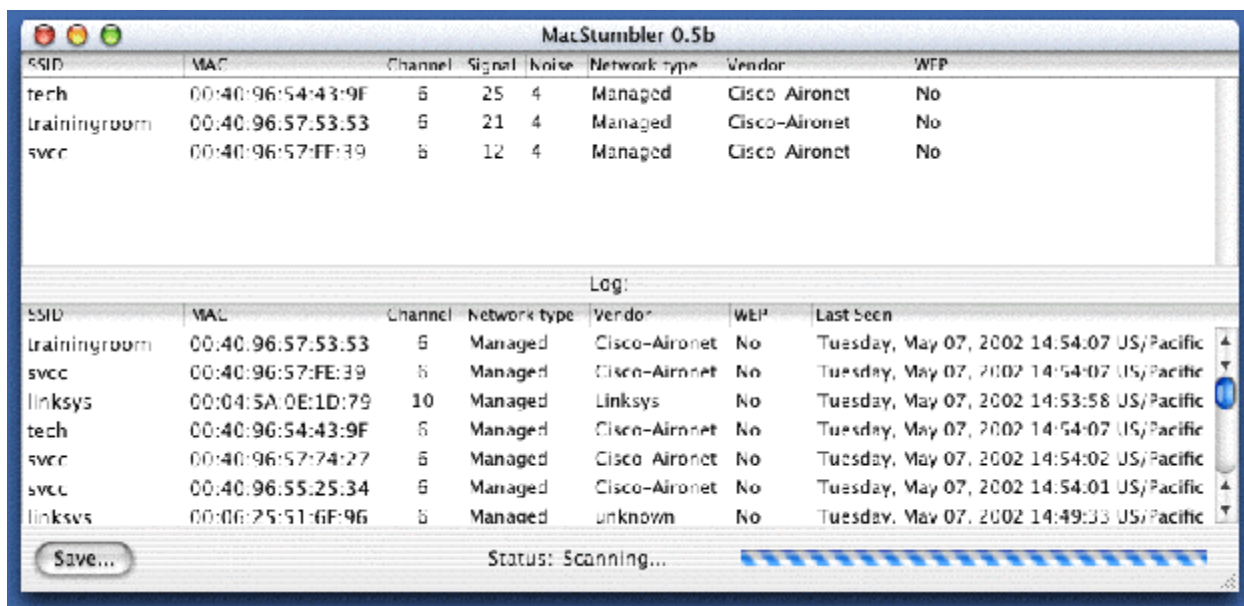 MacStumbler 0.5b
SSID MAC Channel Signal Noise Network type Vendor WEP
tech 00:40:96:54:43:9F 6 25 4 Managed Cisco-Aironet No
trainingroom 00:40:96:57:53:53 6 21 4 Managed Cisco-Aironet No
svcc 00:40:96:57:FE:39 6 12 4 Managed Cisco-Aironet No
Log:
SSID MAC Channel Network type Vendor WEP Last Seen
trainingroom 00:40:96:57:53:53 6 Managed Cisco-Aironet No Tuesday, May 07, 2002 14:54:07 US/Pacific
svcc 00:40:96:57:FE:39 6 Managed Cisco-Aironet No Tuesday, May 07, 2002 14:54:07 US/Pacific
linksys 00:04:5A:0E:1D:79 10 Managed Linksys No Tuesday, May 07, 2002 14:53:58 US/Pacific
tech 00:40:96:54:43:9F 6 Managed Cisco-Aironet No Tuesday, May 07, 2002 14:54:07 US/Pacific
svcc 00:40:96:57:74:27 6 Managed Cisco-Aironet No Tuesday, May 07, 2002 14:54:02 US/Pacific
svcc 00:40:96:55:25:34 6 Managed Cisco-Aironet No Tuesday, May 07, 2002 14:54:01 US/Pacific
linksys 00:06:25:51:6F:96 6 Managed unknown No Tuesday, May 07, 2002 14:49:33 US/Pacific
Save... Status: Scanning...